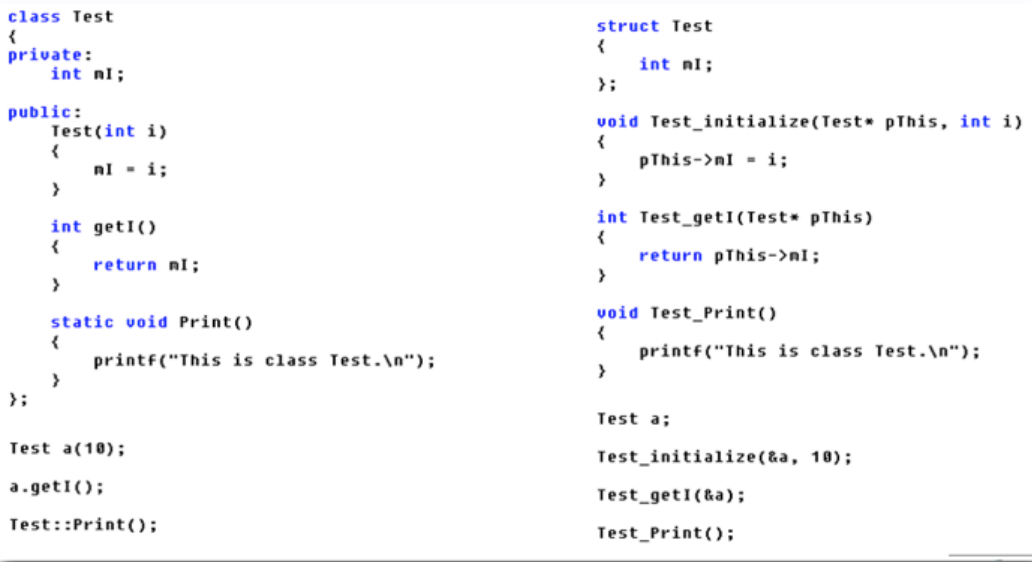 class Test
{
private:
    int mI;

public:
    Test(int i)
    {
        mI = i;
    }

    int getI()
    {
        return mI;
    }

    static void Print()
    {
        printf("This is class Test.\n");
    }
};

Test a(10);

a.getI();

Test::Print();

struct Test
{
    int mI;
};

void Test_initialize(Test* pThis, int i)
{
    pThis->mI = i;
}

int Test_getI(Test* pThis)
{
    return pThis->mI;
}

void Test_Print()
{
    printf("This is class Test.\n");
}

Test a;

Test_initialize(&a, 10);

Test_getI(&a);

Test_Print();